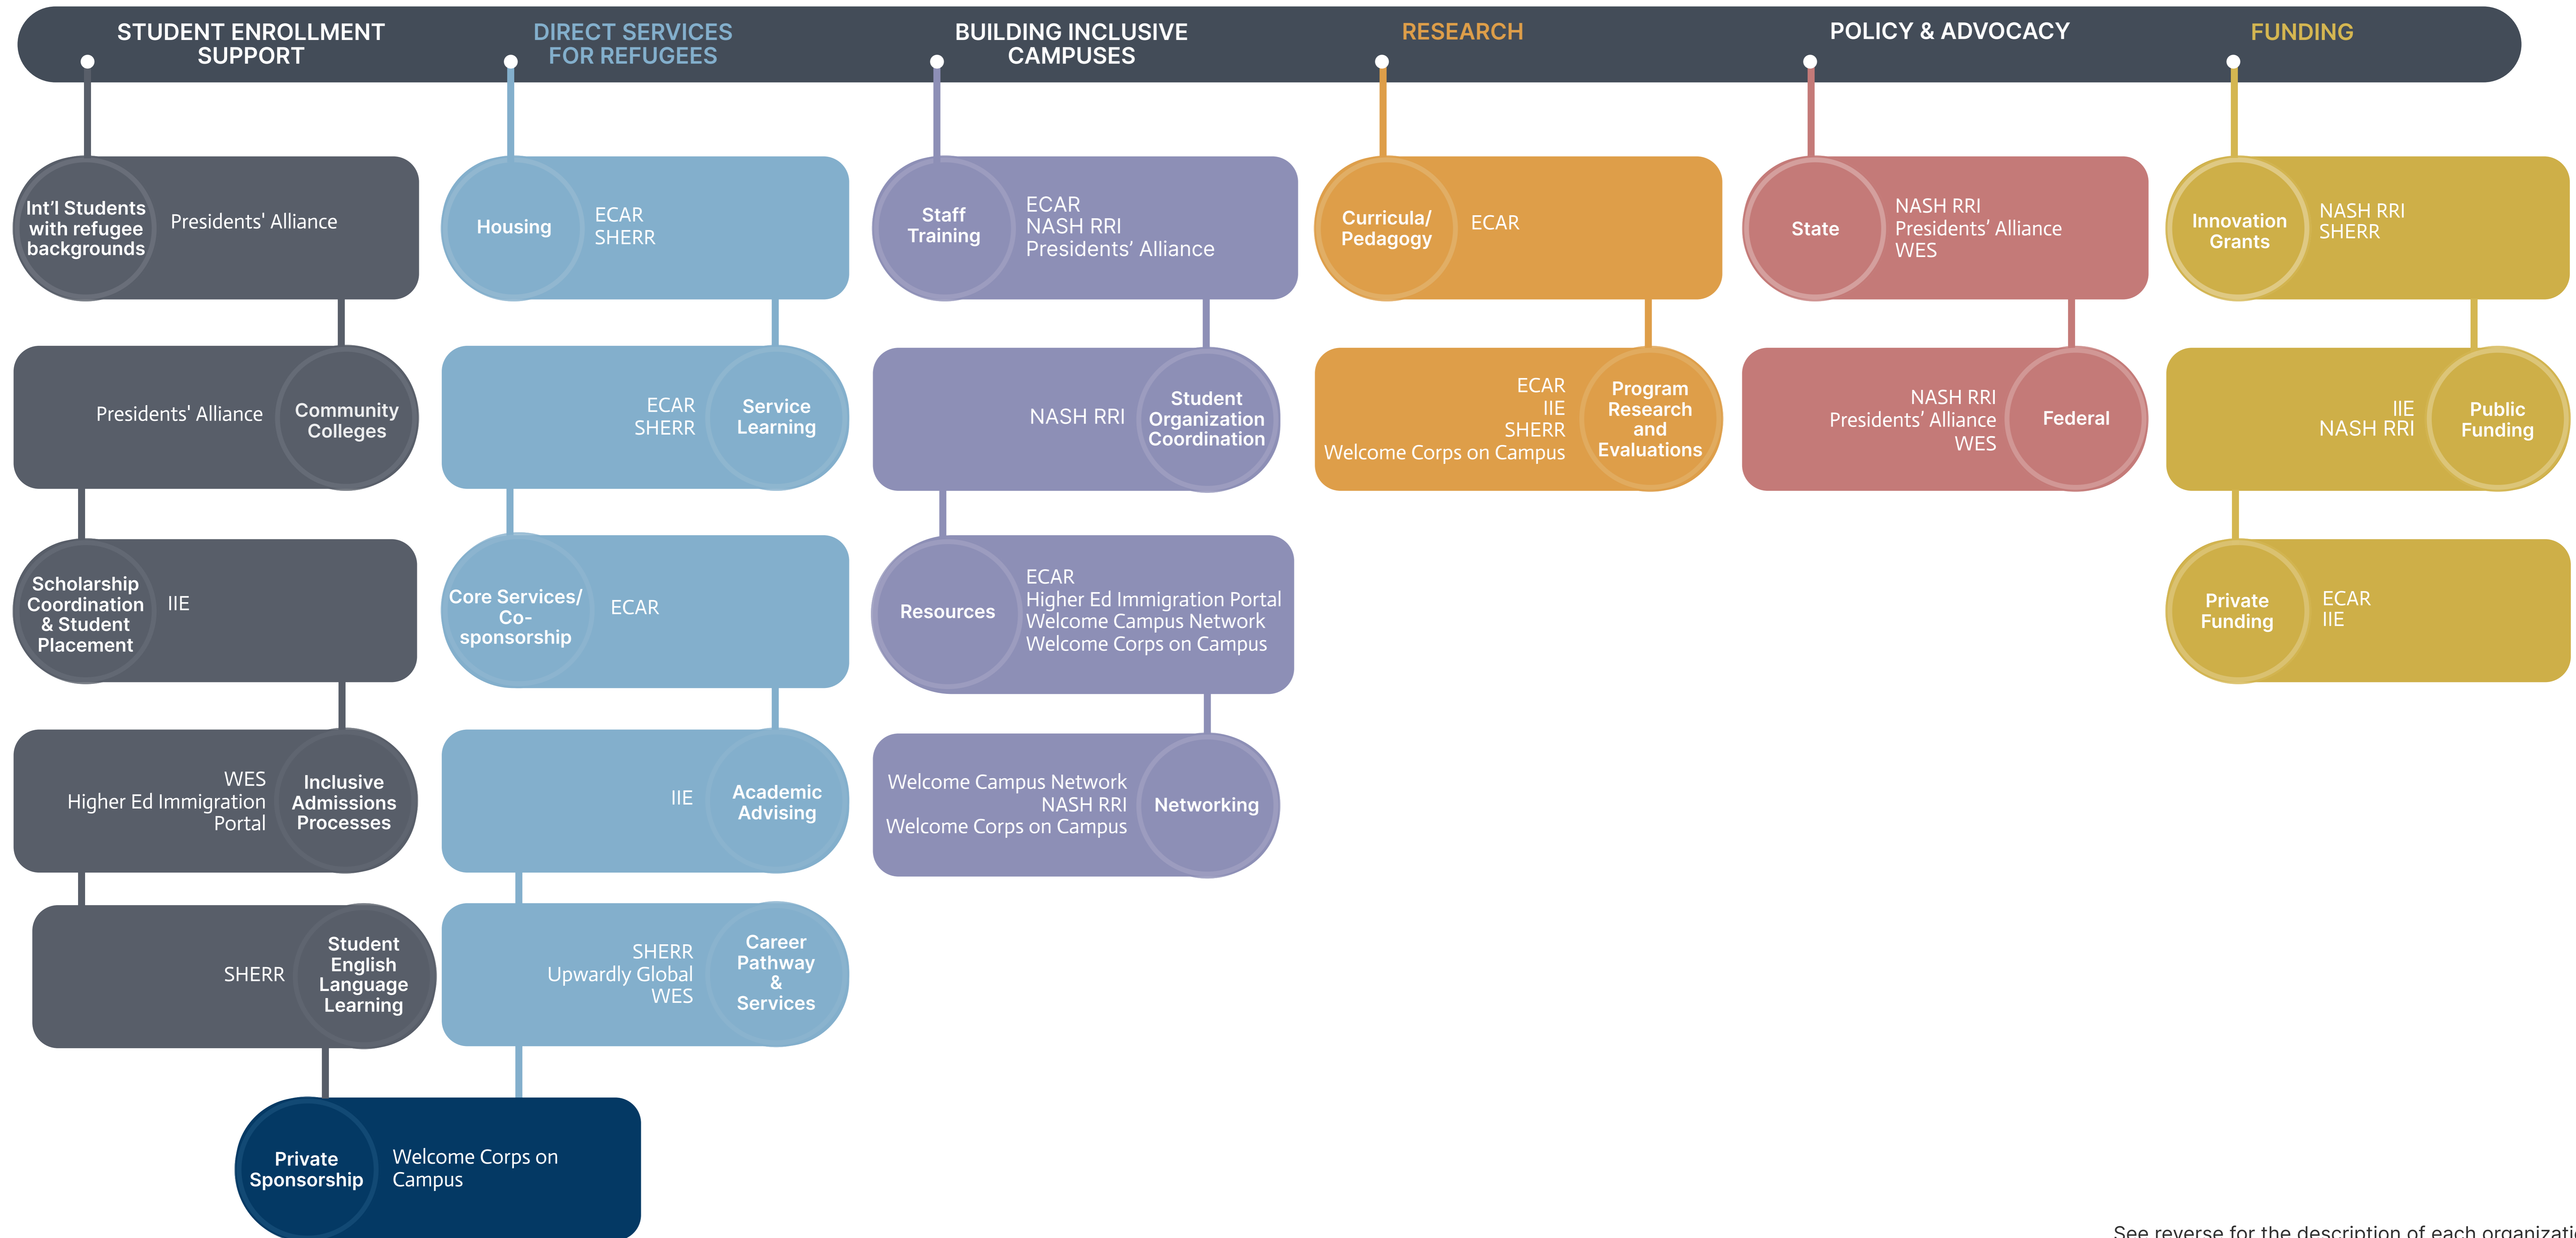 STUDENT ENROLLMENT
SUPPORT
DIRECT SERVICES
FOR REFUGEES
BUILDING INCLUSIVE
CAMPUSES
RESEARCH
POLICY & ADVOCACY
FUNDING
Int'l Students
with refugee
backgrounds
Presidents' Alliance
Presidents' Alliance
Community
Colleges
Scholarship
Coordination
& Student
Placement
IIE
WES
Higher Ed Immigration
Portal
Inclusive
Admissions
Processes
SHERR
Student
English
Language
Learning
Housing
ECAR
SHERR
ECAR
SHERR
Service
Learning
Core Services/
Co-
sponsorship
ECAR
IIE
Academic
Advising
SHERR
Upwardly Global
WES
Career
Pathway
&
Services
Private
Sponsorship
Welcome Corps on
Campus
Staff
Training
ECAR
NASH RRI
Presidents’ Alliance
NASH RRI
Student
Organization
Coordination
Resources
ECAR
Higher Ed Immigration Portal
Welcome Campus Network
Welcome Corps on Campus
Welcome Campus Network
NASH RRI
Welcome Corps on Campus
Networking
Curricula/
Pedagogy
ECAR
ECAR
IIE
SHERR
Welcome Corps on Campus
Program
Research
and
Evaluations
State
NASH RRI
Presidents’ Alliance
WES
NASH RRI
Presidents’ Alliance
WES
Federal
Innovation
Grants
NASH RRI
SHERR
IIE
NASH RRI
Public
Funding
Private
Funding
ECAR
IIE
See reverse for the description of each